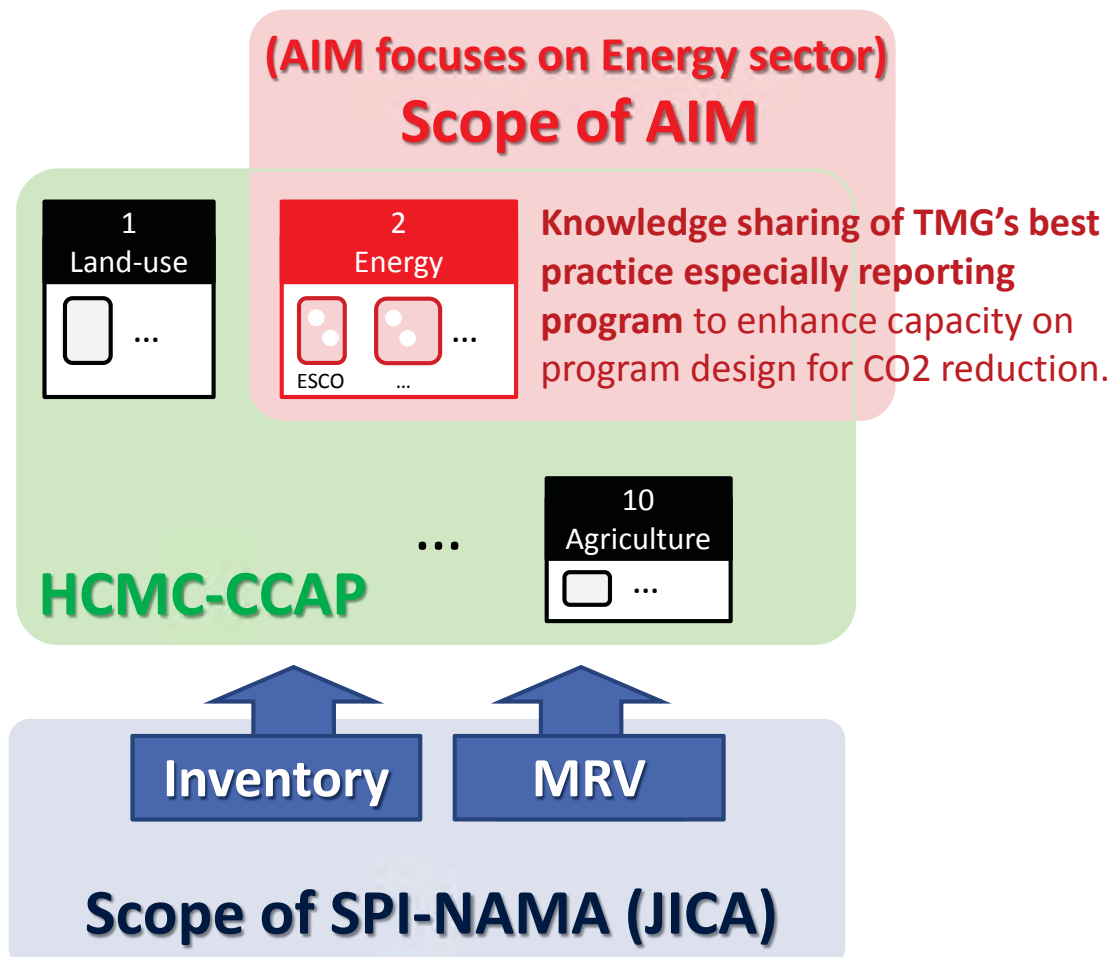 (AIM focuses on Energy sector)
Scope of AIM
1
Land-use
...
2
Energy
...
ESCO
...
Knowledge sharing of TMG's best
practice especially reporting
program to enhance capacity on
program design for CO2 reduction.
...
10
Agriculture
...
HCMC-CCAP
Inventory
MRV
Scope of SPI-NAMA (JICA)